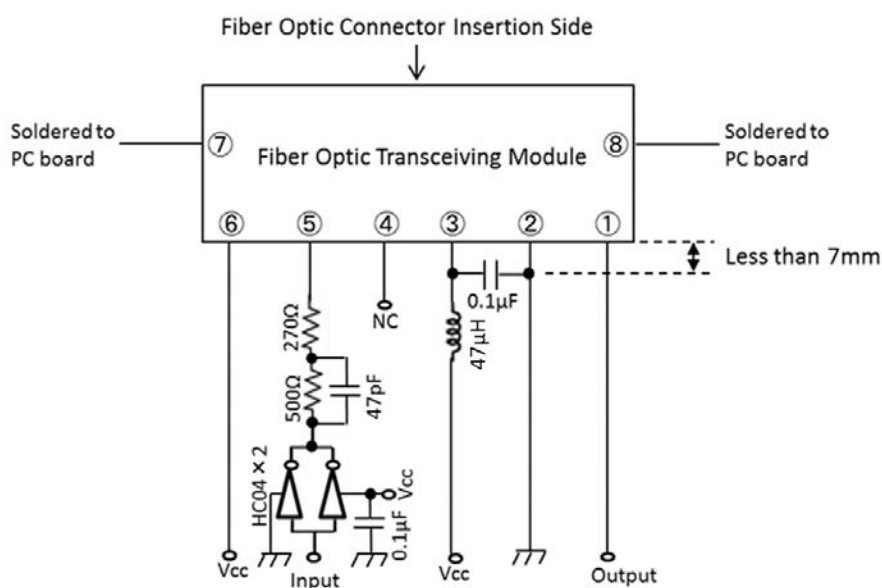 Fiber Optic Connector Insertion Side
Soldered to
PC board
⑦
Fiber Optic Transceiving Module
⑧
Soldered to
PC board
⑥ ⑤ ④ ③ ② ①
Less than 7mm
0.1μF
NC
270Ω
47μH
500Ω
47pF
HC04×2
Vcc
0.1μF
Vcc
Input
Vcc
Output